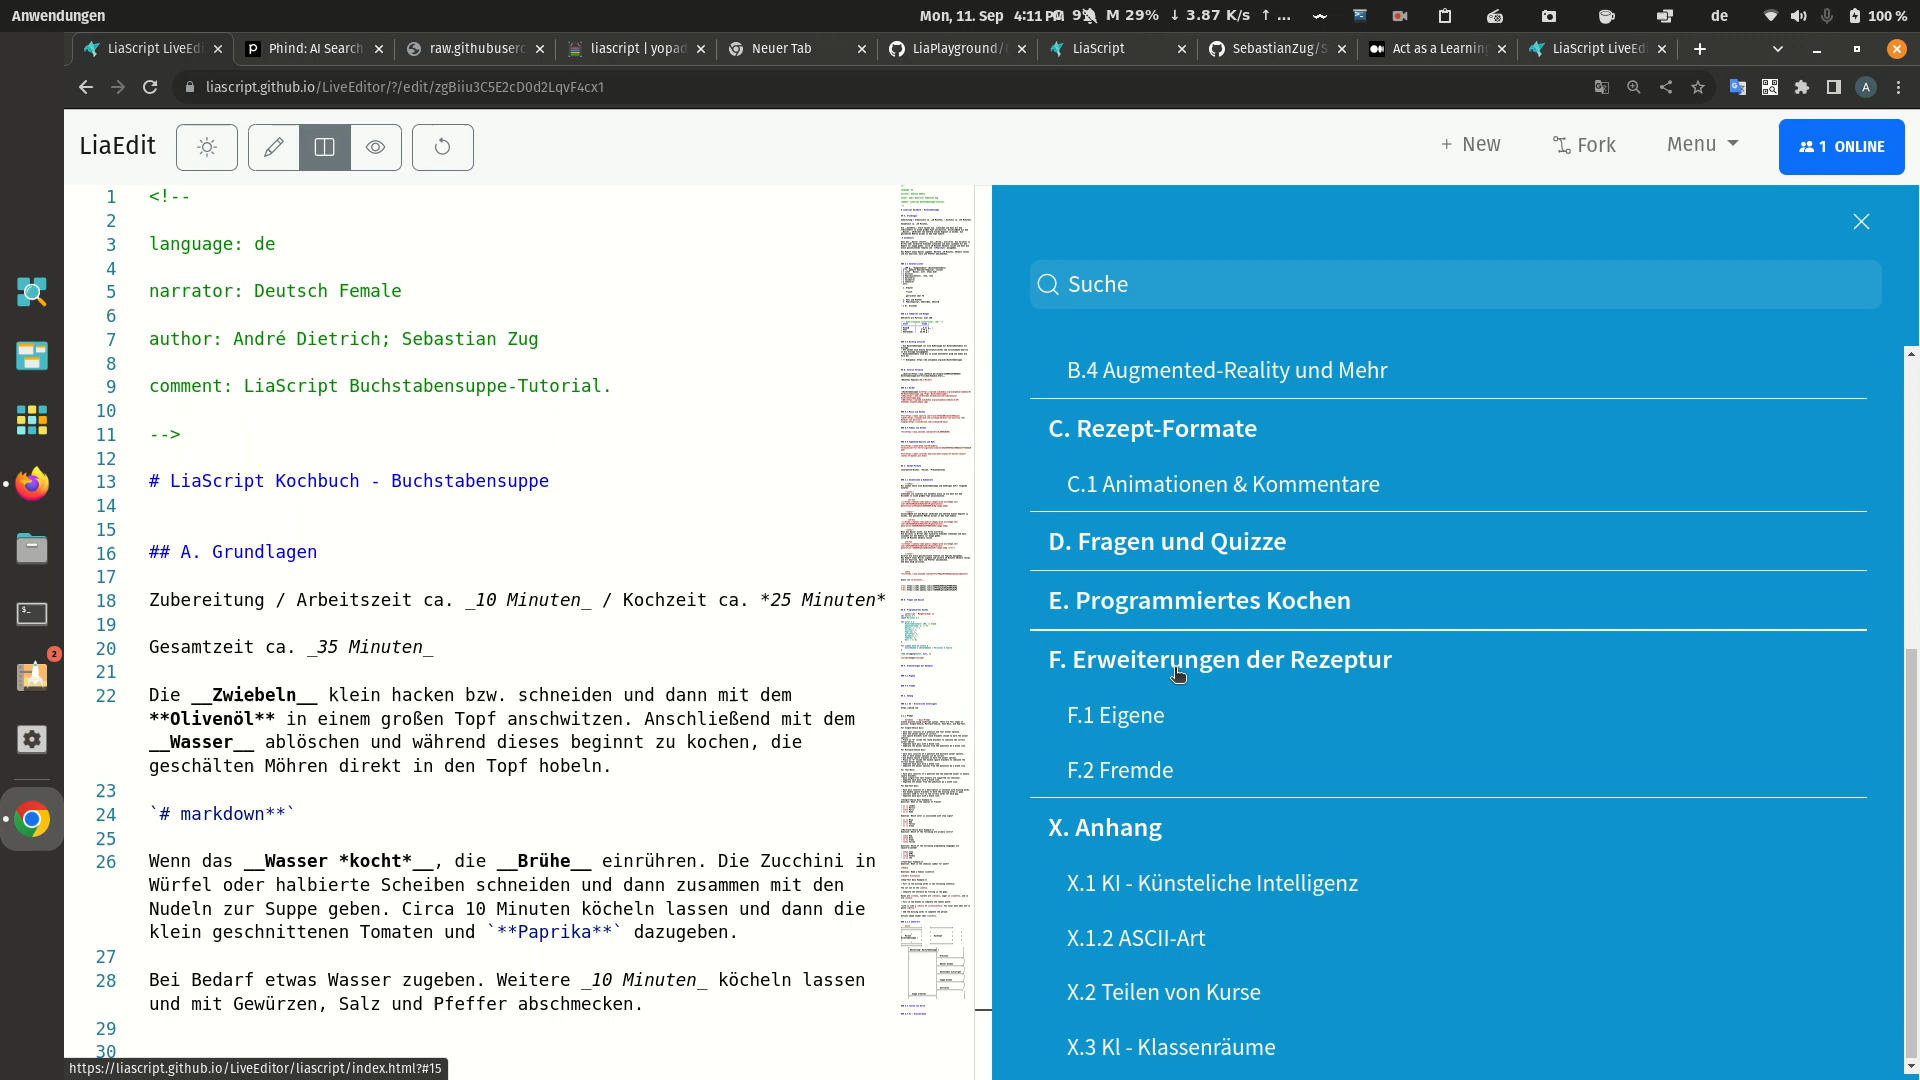 Anwendungen
Mon, 11. Sep 4:11 PM
M 29% ↓ 3.87 K/s ↑ ...
de
100 %
LiaScript LiveEdi
Phind: AI Search
raw.githubuserc
liascript | yopad
Neuer Tab
LiaPlayground/
LiaScript
SebastianZug/S
Act as a Learning
LiaScript LiveEdi
liascript.github.io/LiveEditor/?/edit/zgBiiu3C5E2cD0d2LqvF4cx1
A
LiaEdit
+ New
Fork
Menu
1 ONLINE
1 <!--
2
3 language: de
4
5 narrator: Deutsch Female
6
7 author: André Dietrich; Sebastian Zug
8
9 comment: LiaScript Buchstabensuppe-Tutorial.
10
11 -->
12
13 # LiaScript Kochbuch - Buchstabensuppe
14
15
16 ## A. Grundlagen
17
18 Zubereitung / Arbeitszeit ca. _10 Minuten_ / Kochzeit ca. *25 Minuten*
19
20 Gesamtzeit ca. _35 Minuten_
21
22 Die __Zwiebeln__ klein hacken bzw. schneiden und dann mit dem
**Olivenöl** in einem großen Topf anschwitzen. Anschließend mit dem
__Wasser__ ablöschen und während dieses beginnt zu kochen, die
geschälten Möhren direkt in den Topf hobeln.
23
24 `# markdown**`
25
26 Wenn das __Wasser *kocht*__, die __Brühe__ einrühren. Die Zucchini in
Würfel oder halbierte Scheiben schneiden und dann zusammen mit den
Nudeln zur Suppe geben. Circa 10 Minuten köcheln lassen und dann die
klein geschnittenen Tomaten und `**Paprika**` dazugeben.
27
28 Bei Bedarf etwas Wasser zugeben. Weitere _10 Minuten_ köcheln lassen
und mit Gewürzen, Salz und Pfeffer abschmecken.
29
30
https://liascript.github.io/LiveEditor/liascript/index.html?#15
2
Suche
B.4 Augmented-Reality und Mehr
C. Rezept-Formate
C.1 Animationen & Kommentare
D. Fragen und Quizze
E. Programmiertes Kochen
F. Erweiterungen der Rezeptur
F.1 Eigene
F.2 Fremde
X. Anhang
X.1 KI - Künsteliche Intelligenz
X.1.2 ASCII-Art
X.2 Teilen von Kurse
X.3 Kl - Klassenräume